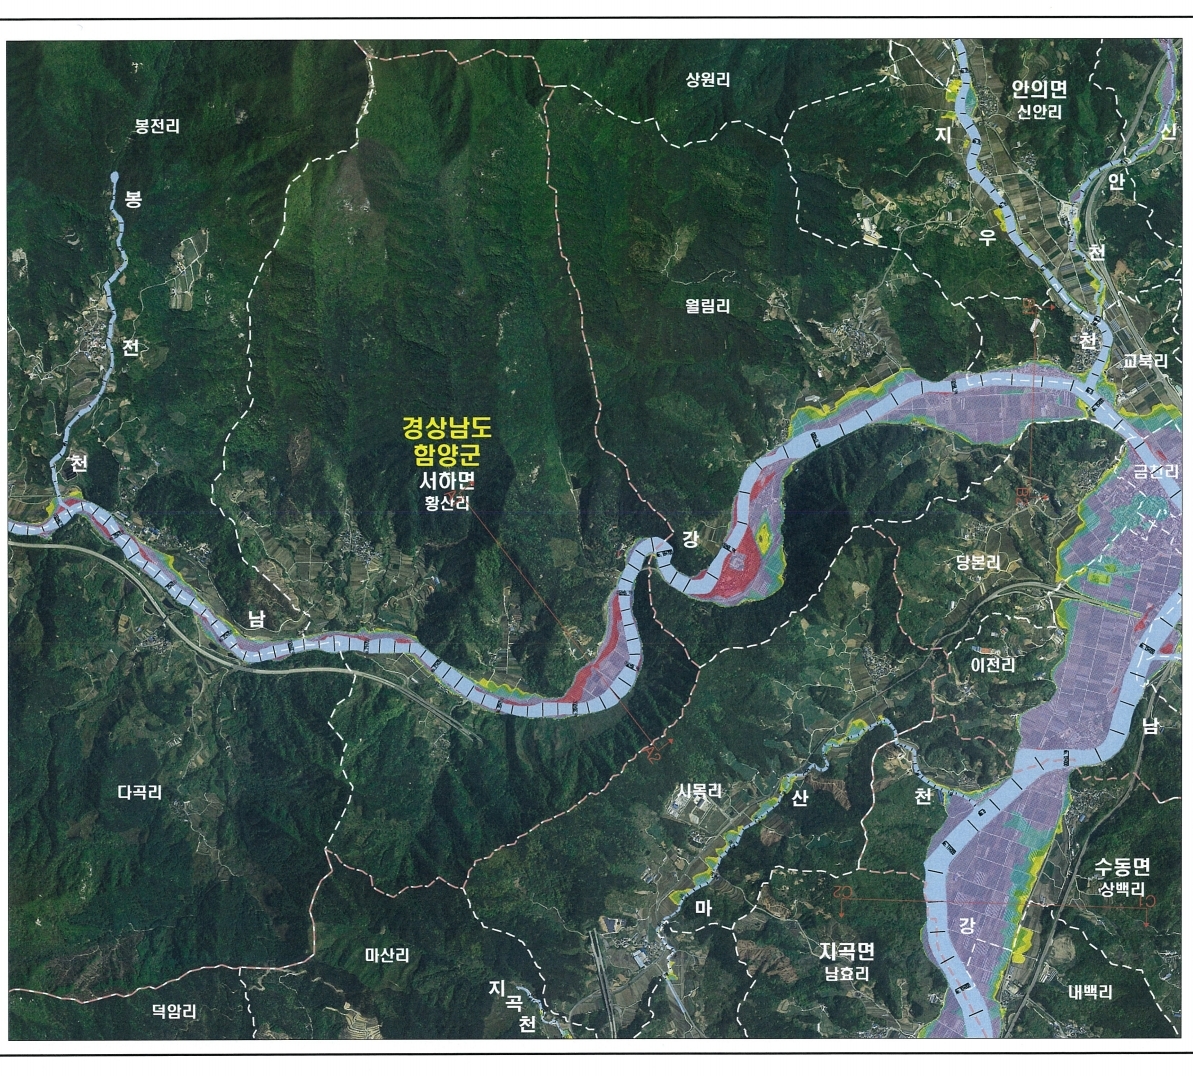 상원리
안의면
신안리
봉전리
지
신
안
봉
우
천
월림리
천
전
교북리
경상남도
함양군
서하면
황산리
천
금천리
강
당본리
남
이전리
남
다곡리
시목리
산
천
수동면
상백리
C2
C1
마
강
지곡면
남효리
마산리
지
곡
천
내백리
덕암리